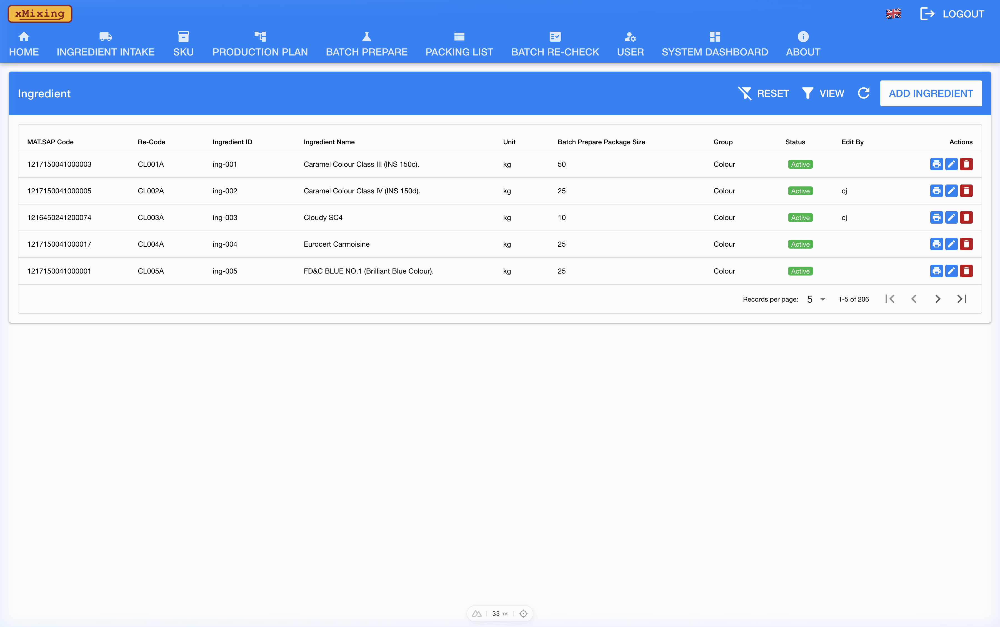 xMixing
LOGOUT
HOME
INGREDIENT INTAKE
SKU
PRODUCTION PLAN
BATCH PREPARE
PACKING LIST
BATCH RE-CHECK
USER
SYSTEM DASHBOARD
ABOUT
Ingredient
RESET
VIEW
ADD INGREDIENT
MAT.SAP Code Re-Code Ingredient ID Ingredient Name Unit Batch Prepare Package Size Group Status Edit By Actions
1217150041000003 CL001A ing-001 Caramel Colour Class III (INS 150c). kg 50 Colour Active
1217150041000005 CL002A ing-002 Caramel Colour Class IV (INS 150d). kg 25 Colour Active cj
1216450241200074 CL003A ing-003 Cloudy SC4 kg 10 Colour Active cj
1217150041000017 CL004A ing-004 Eurocert Carmoisine kg 25 Colour Active
1217150041000001 CL005A ing-005 FD&C BLUE NO.1 (Brilliant Blue Colour). kg 25 Colour Active
Records per page: 5 1-5 of 206
33 ms